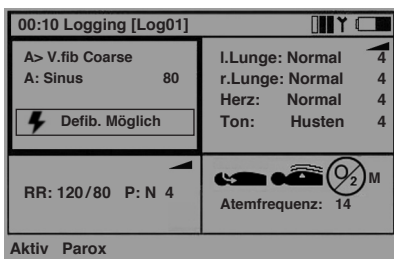 00:10 Logging [Log01]
A> V.fib Coarse
A: Sinus 80
Defib. Möglich
l.Lunge: Normal 4
r.Lunge: Normal 4
Herz: Normal 4
Ton: Husten 4
RR: 120/80 P: N 4
O2 M
Atemfrequenz: 14
Aktiv Parox